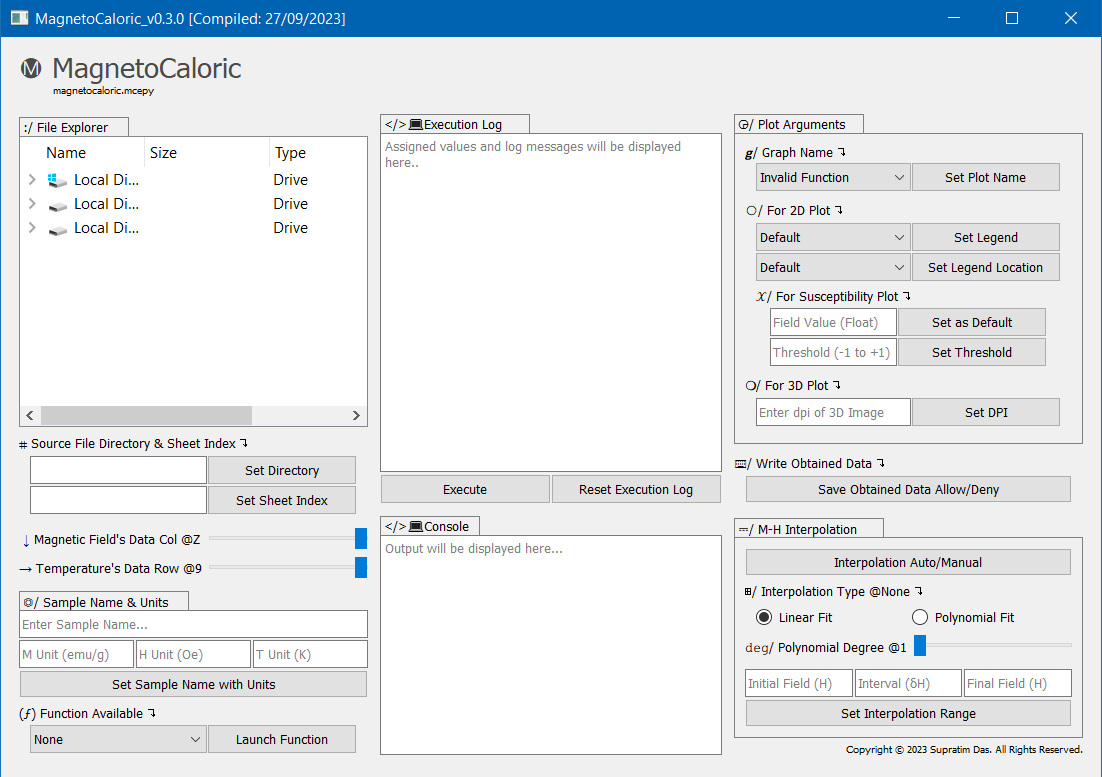 MagnetoCaloric_v0.3.0 [Compiled: 27/09/2023]
MagnetoCaloric
magnetocaloric.mcepy
:/ File Explorer
Name Size Type
Local Di... Drive
Local Di... Drive
Local Di... Drive
# Source File Directory & Sheet Index ↴
Set Directory
Set Sheet Index
↓ Magnetic Field's Data Col @Z
→ Temperature's Data Row @9
◎/ Sample Name & Units
Enter Sample Name...
M Unit (emu/g) H Unit (Oe) T Unit (K)
Set Sample Name with Units
(ƒ) Function Available ↴
None Launch Function
</> 💻Execution Log
Assigned values and log messages will be displayed
here..
Execute Reset Execution Log
</> 💻Console
Output will be displayed here...
Plot Arguments
g/ Graph Name ↴
Invalid Function Set Plot Name
○/ For 2D Plot ↴
Default Set Legend
Default Set Legend Location
𝑋/ For Susceptibility Plot ↴
Field Value (Float) Set as Default
Threshold (-1 to +1) Set Threshold
❍/ For 3D Plot ↴
Enter dpi of 3D Image Set DPI
⌨/ Write Obtained Data ↴
Save Obtained Data Allow/Deny
⎓/ M-H Interpolation
Interpolation Auto/Manual
⊞/ Interpolation Type @None ↴
Linear Fit Polynomial Fit
deg/ Polynomial Degree @1
Initial Field (H) Interval (δH) Final Field (H)
Set Interpolation Range
Copyright © 2023 Supratim Das. All Rights Reserved.